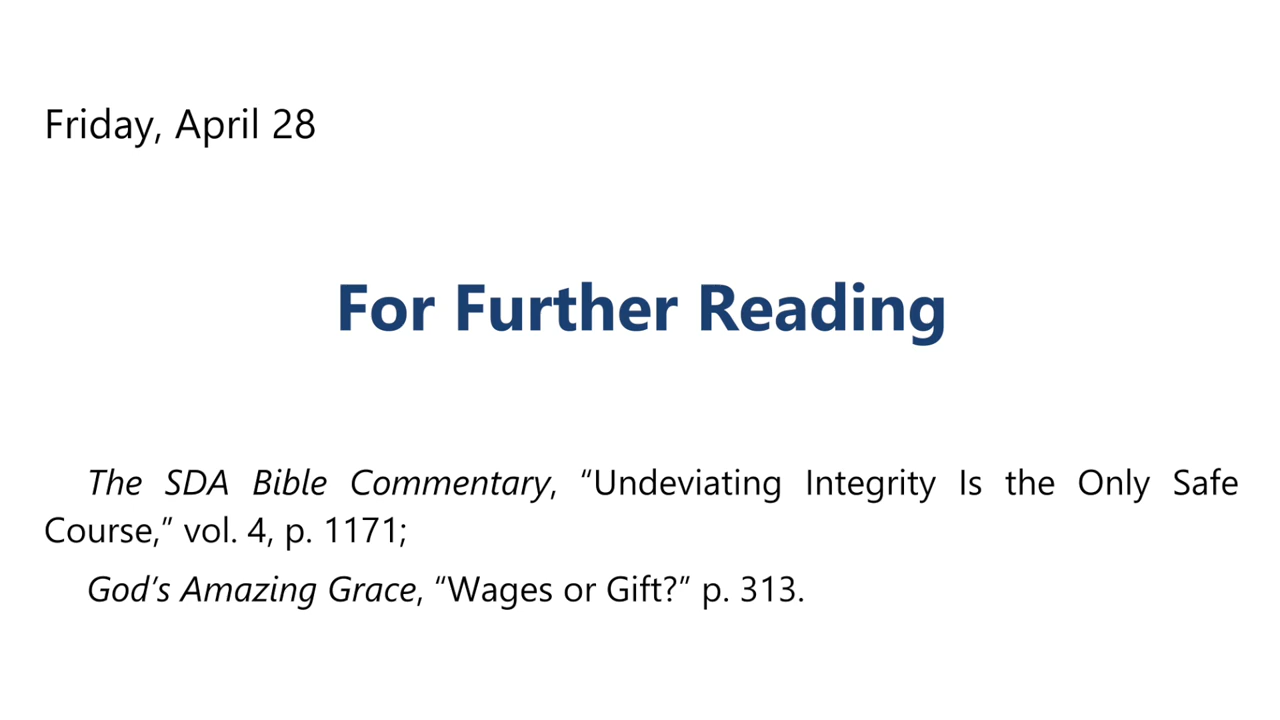 Friday, April 28
For Further Reading
The SDA Bible Commentary, “Undeviating Integrity Is the Only Safe
Course,” vol. 4, p. 1171;
God’s Amazing Grace, “Wages or Gift?” p. 313.